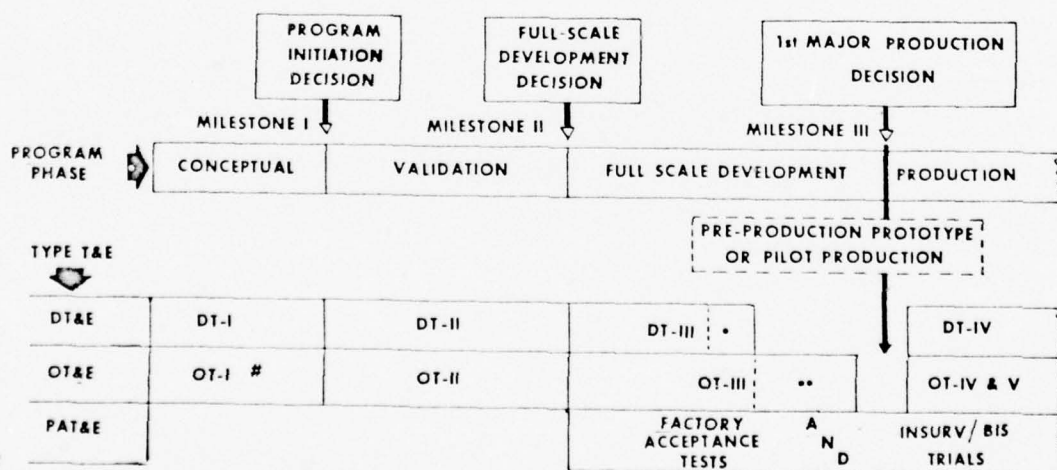 PROGRAM
INITIATION
DECISION
FULL-SCALE
DEVELOPMENT
DECISION
1st MAJOR PRODUCTION
DECISION
MILESTONE I
MILESTONE II
MILESTONE III
PROGRAM
PHASE
CONCEPTUAL
VALIDATION
FULL SCALE DEVELOPMENT
PRODUCTION
PRE-PRODUCTION PROTOTYPE
OR PILOT PRODUCTION
TYPE T&E
DT&E
DT-I
DT-II
DT-III •
DT-IV
OT&E
OT-I #
OT-II
OT-III ••
OT-IV & V
PAT&E
FACTORY
ACCEPTANCE
TESTS
A
N
D
INSURV/BIS
TRIALS